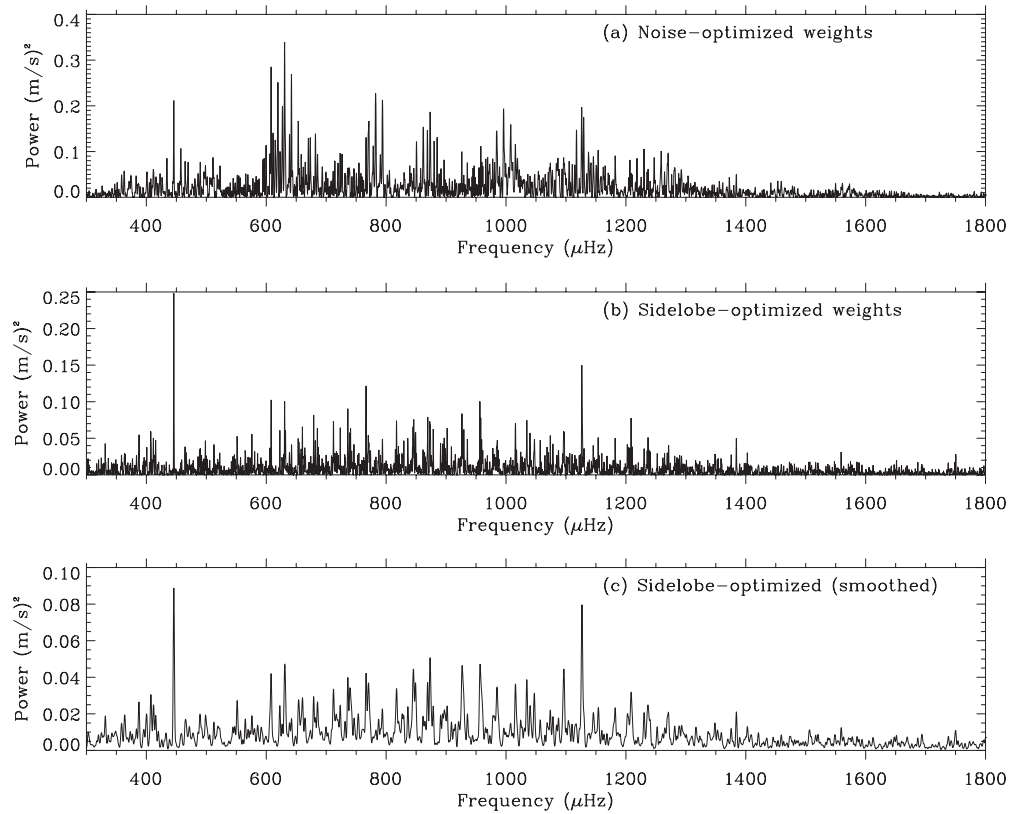 (a) Noise-optimized weights
Power (m/s)²
0.4
0.3
0.2
0.1
0.0
400 600 800 1000 1200 1400 1600 1800
Frequency (μHz)
(b) Sidelobe-optimized weights
Power (m/s)²
0.25
0.20
0.15
0.10
0.05
0.00
400 600 800 1000 1200 1400 1600 1800
Frequency (μHz)
(c) Sidelobe-optimized (smoothed)
Power (m/s)²
0.10
0.08
0.06
0.04
0.02
0.00
400 600 800 1000 1200 1400 1600 1800
Frequency (μHz)